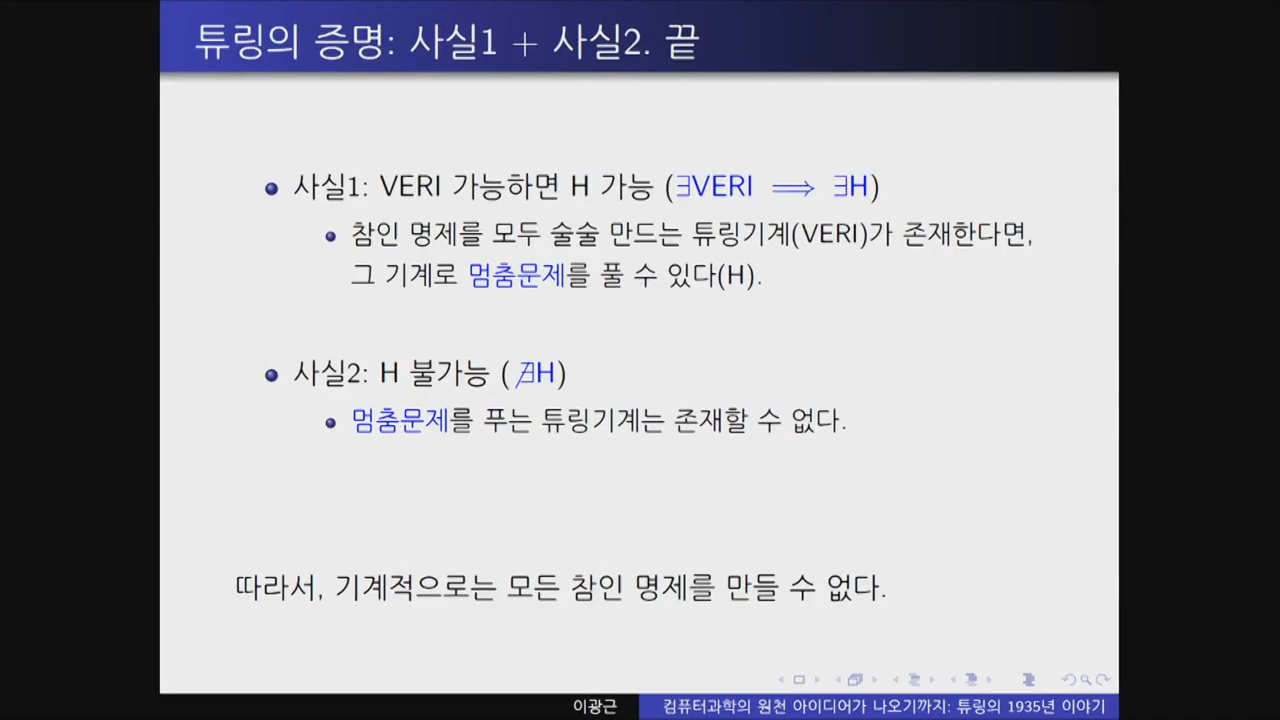 튜링의 증명: 사실1 + 사실2. 끝
사실1: VERI 가능하면 H 가능 (∃VERI ⟹ ∃H)
참인 명제를 모두 술술 만드는 튜링기계(VERI)가 존재한다면,
그 기계로 멈춤문제를 풀 수 있다(H).
사실2: H 불가능 (∄H)
멈춤문제를 푸는 튜링기계는 존재할 수 없다.
따라서, 기계적으로는 모든 참인 명제를 만들 수 없다.
이광근
컴퓨터과학의 원천 아이디어가 나오기까지: 튜링의 1935년 이야기